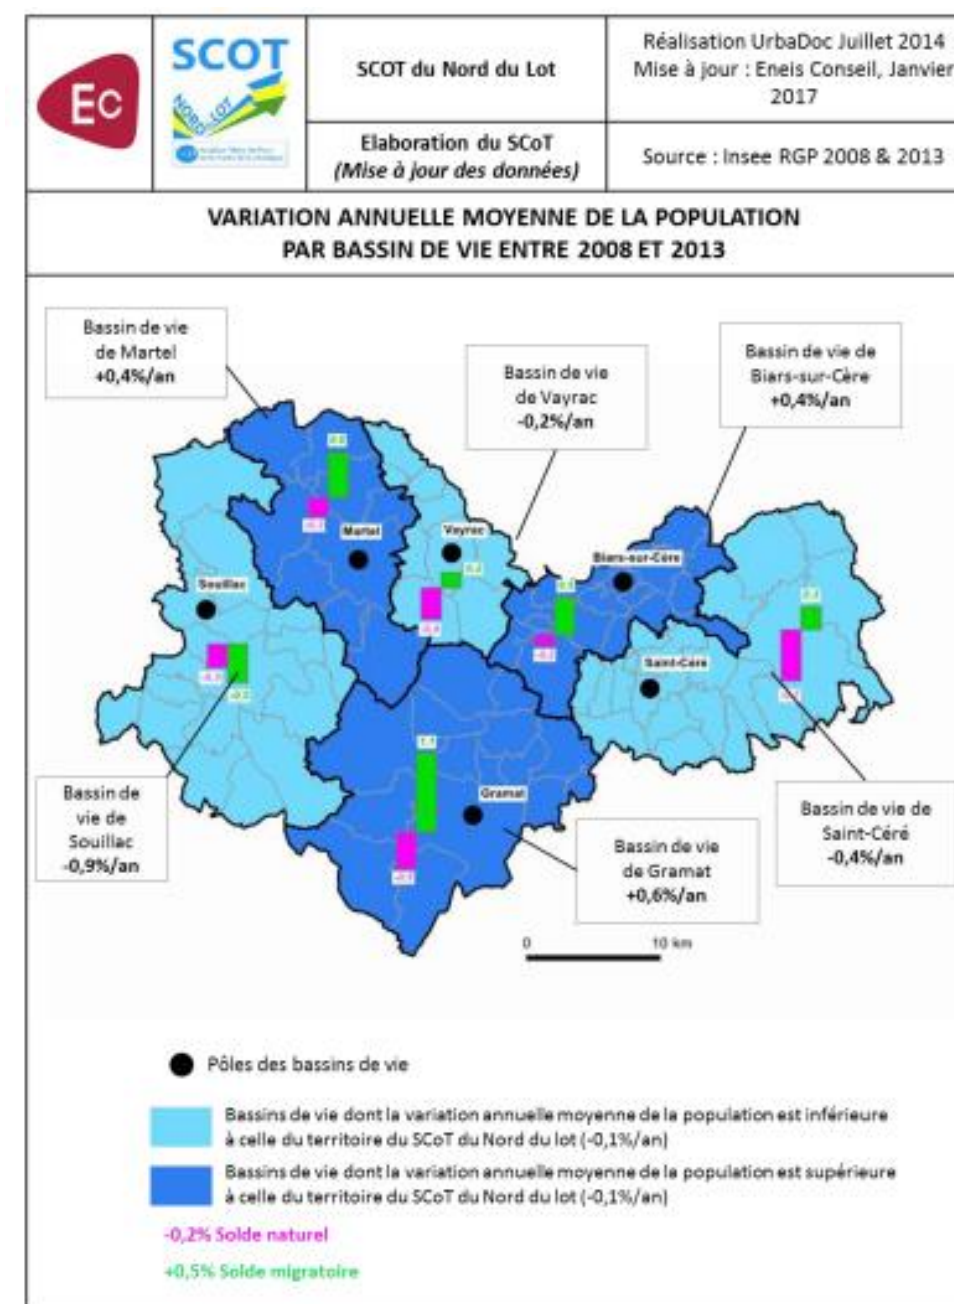 EC
SCOT
NORD DU LOT
SCOT du Nord du Lot
Réalisation UrbaDoc Juillet 2014
Mise à jour : Eneis Conseil, Janvier
2017
Elaboration du SCoT
(Mise à jour des données)
Source : Insee RGP 2008 & 2013
VARIATION ANNUELLE MOYENNE DE LA POPULATION
PAR BASSIN DE VIE ENTRE 2008 ET 2013
Bassin de vie
de Martel
+0,4%/an
Bassin de vie
de Vayrac
-0,2%/an
Bassin de vie de
Biars-sur-Cère
+0,4%/an
Martel
Vayrac
Biars-sur-Cère
Souillac
Saint-Céré
Gramat
Bassin de
vie de
Souillac
-0,9%/an
Bassin de vie
de Gramat
+0,6%/an
Bassin de vie de
Saint-Céré
-0,4%/an
0 10 km
Pôles des bassins de vie
Bassins de vie dont la variation annuelle moyenne de la population est inférieure
à celle du territoire du SCoT du Nord du lot (-0,1%/an)
Bassins de vie dont la variation annuelle moyenne de la population est supérieure
à celle du territoire du SCoT du Nord du lot (-0,1%/an)
-0,2% Solde naturel
+0,5% Solde migratoire